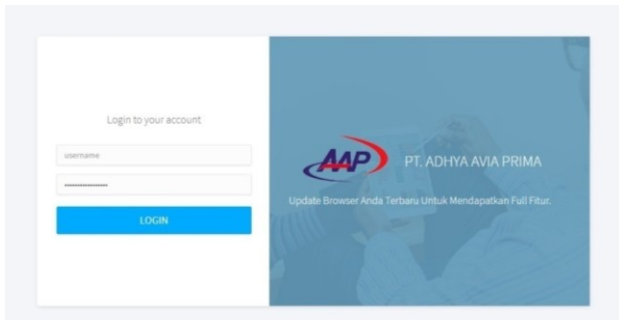 Login to your account
username
LOGIN
AAP
PT. ADHYA AVIA PRIMA
Update Browser Anda Terbaru Untuk Mendapatkan Full Fitur.